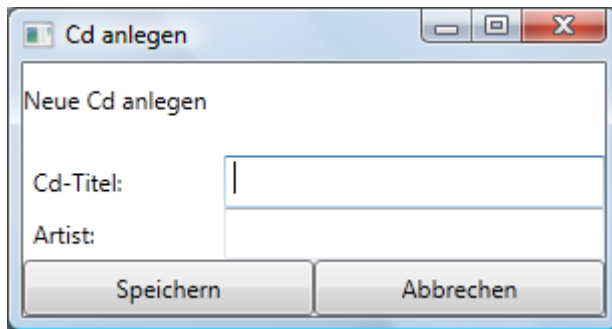 Cd anlegen
Neue Cd anlegen
Cd-Titel:
Artist:
Speichern Abbrechen